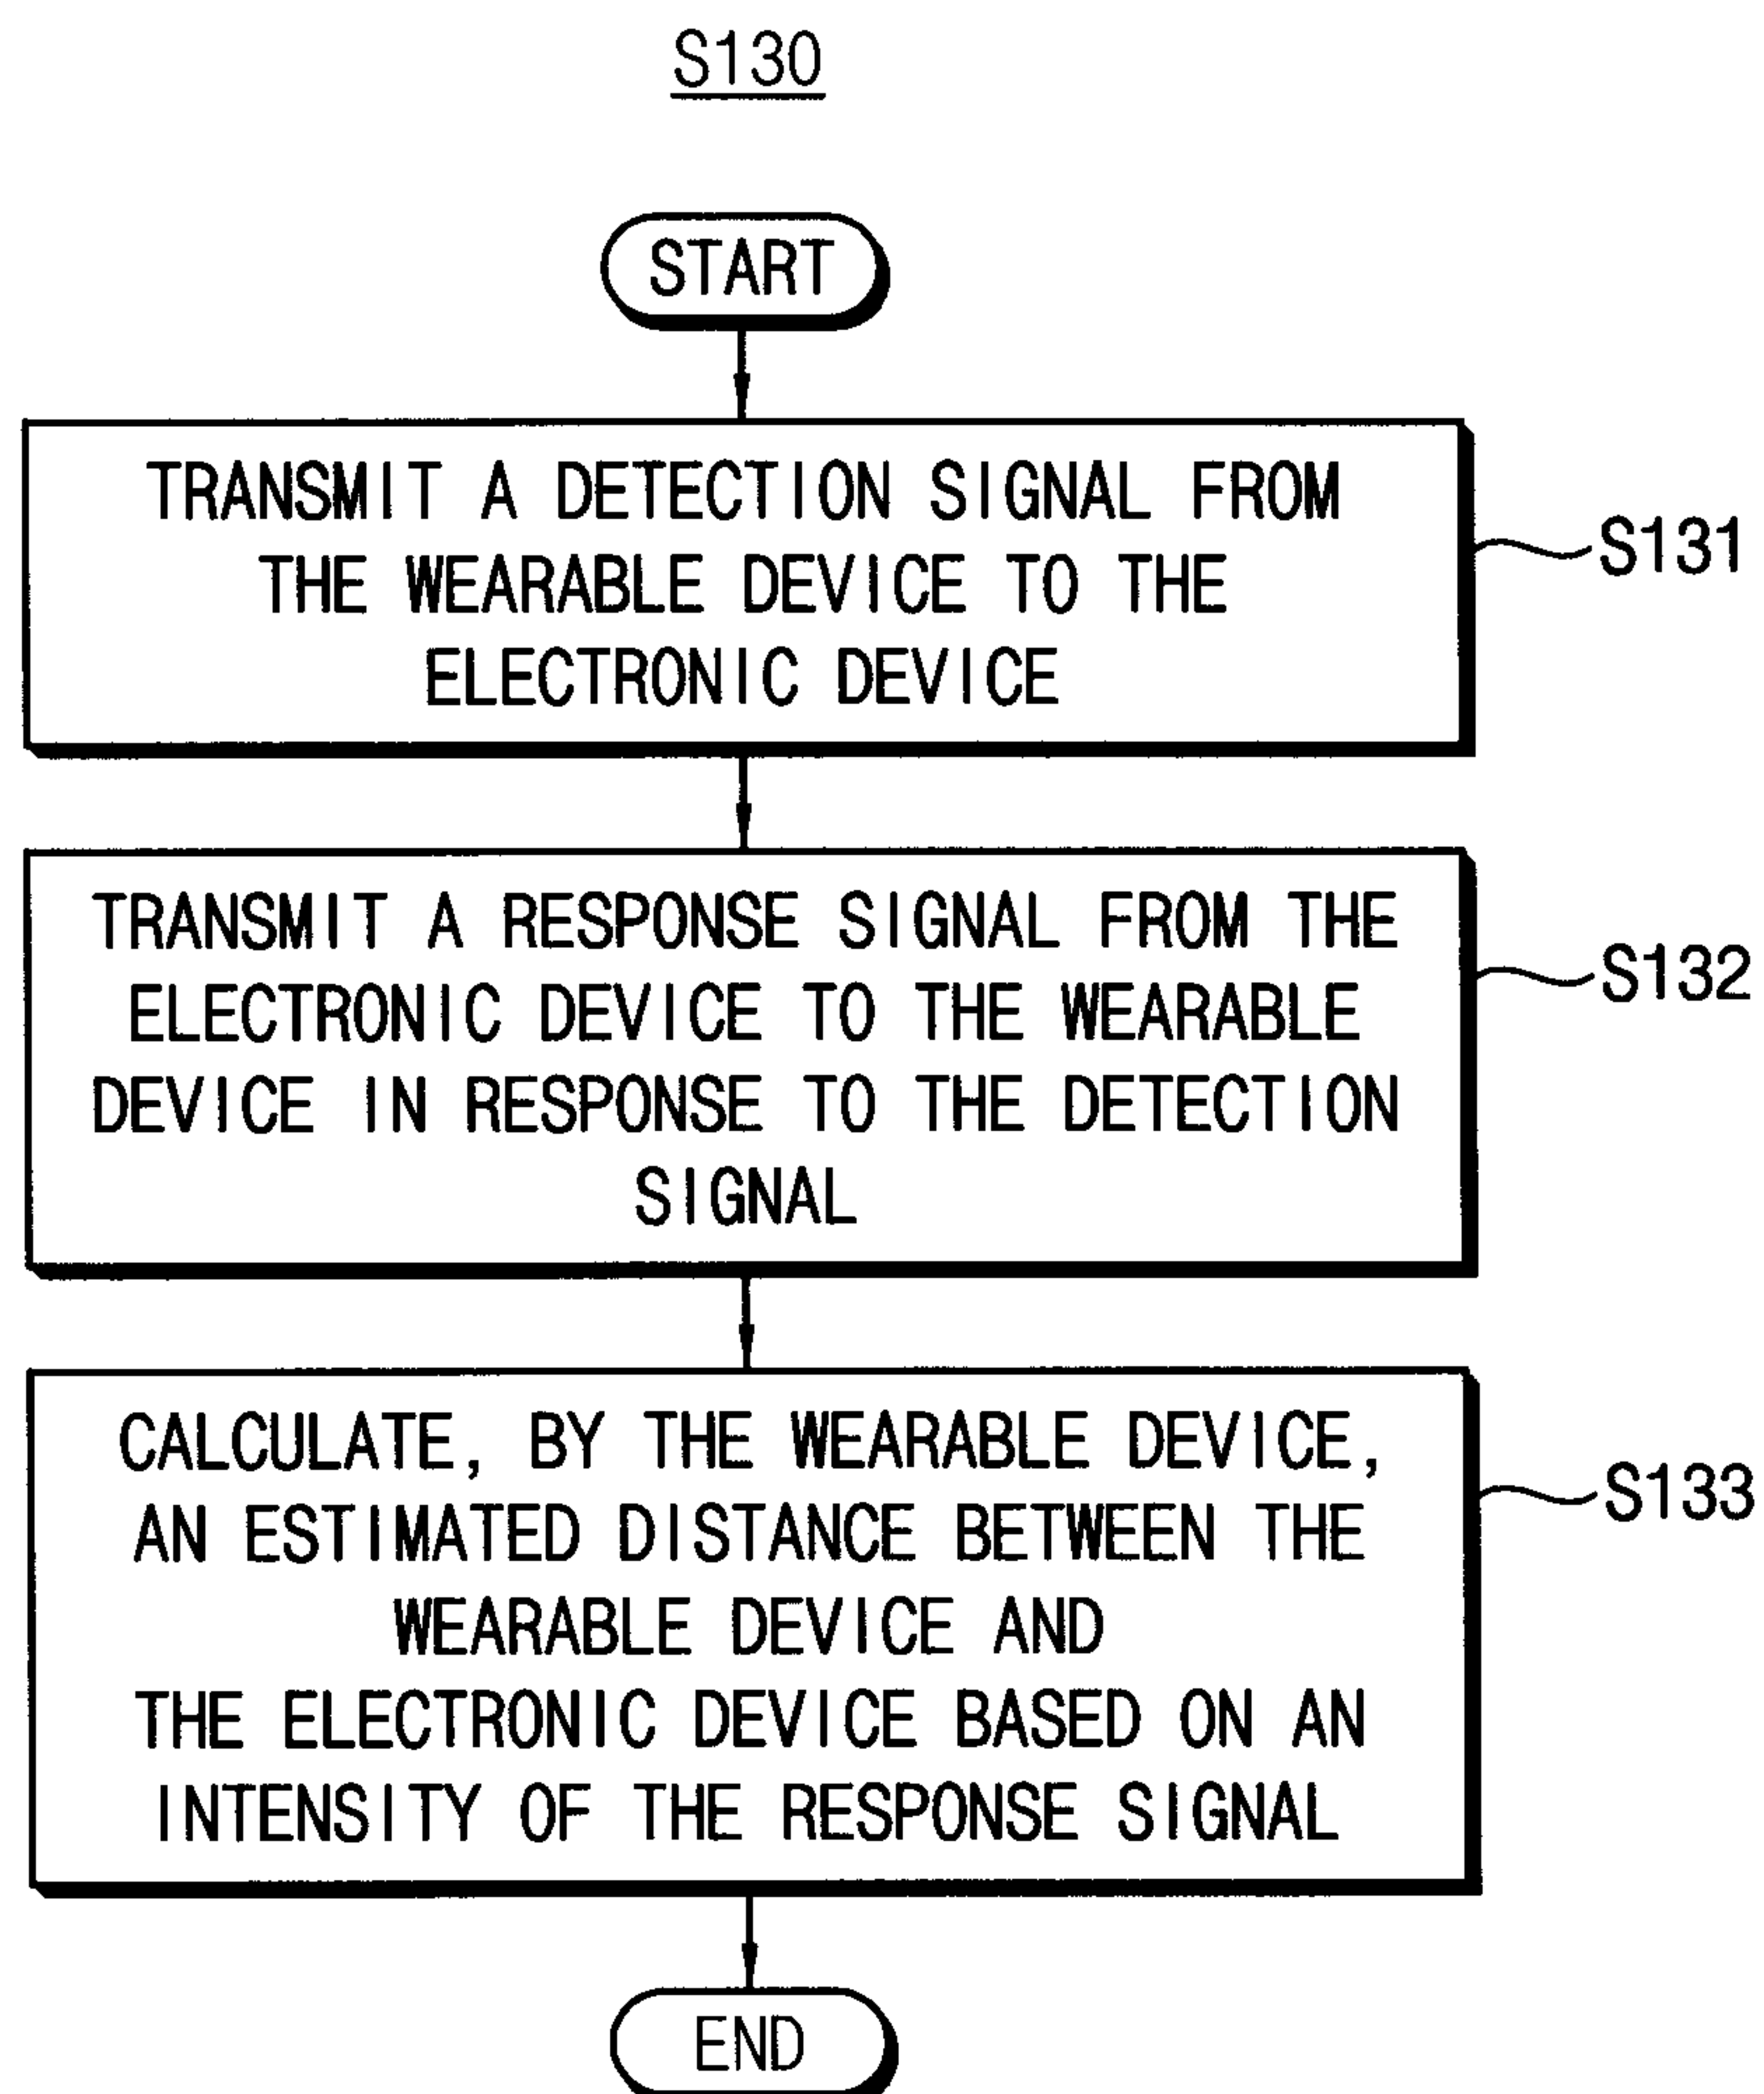 S130
START
TRANSMIT A DETECTION SIGNAL FROM
THE WEARABLE DEVICE TO THE
ELECTRONIC DEVICE
S131
TRANSMIT A RESPONSE SIGNAL FROM THE
ELECTRONIC DEVICE TO THE WEARABLE
DEVICE IN RESPONSE TO THE DETECTION
SIGNAL
S132
CALCULATE, BY THE WEARABLE DEVICE,
AN ESTIMATED DISTANCE BETWEEN THE
WEARABLE DEVICE AND
THE ELECTRONIC DEVICE BASED ON AN
INTENSITY OF THE RESPONSE SIGNAL
S133
END